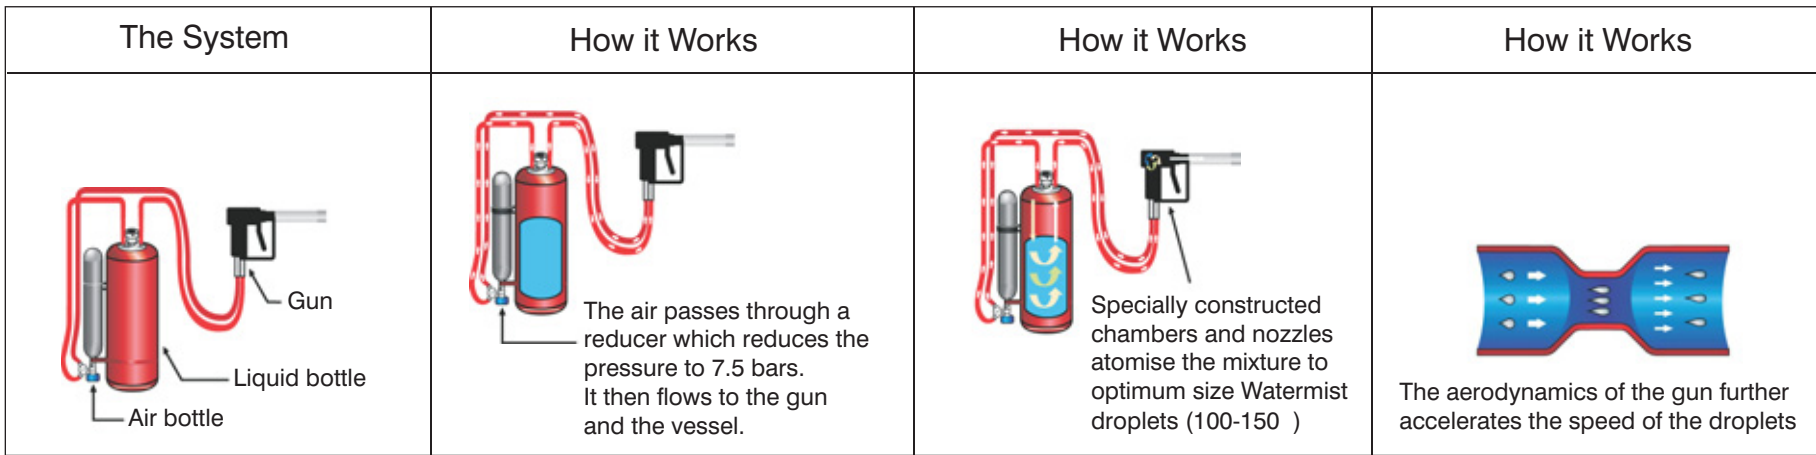 The System
Gun
Liquid bottle
Air bottle
How it Works
The air passes through a
reducer which reduces the
pressure to 7.5 bars.
It then flows to the gun
and the vessel.
How it Works
Specially constructed
chambers and nozzles
atomise the mixture to
optimum size Watermist
droplets (100-150  )
How it Works
The aerodynamics of the gun further
accelerates the speed of the droplets